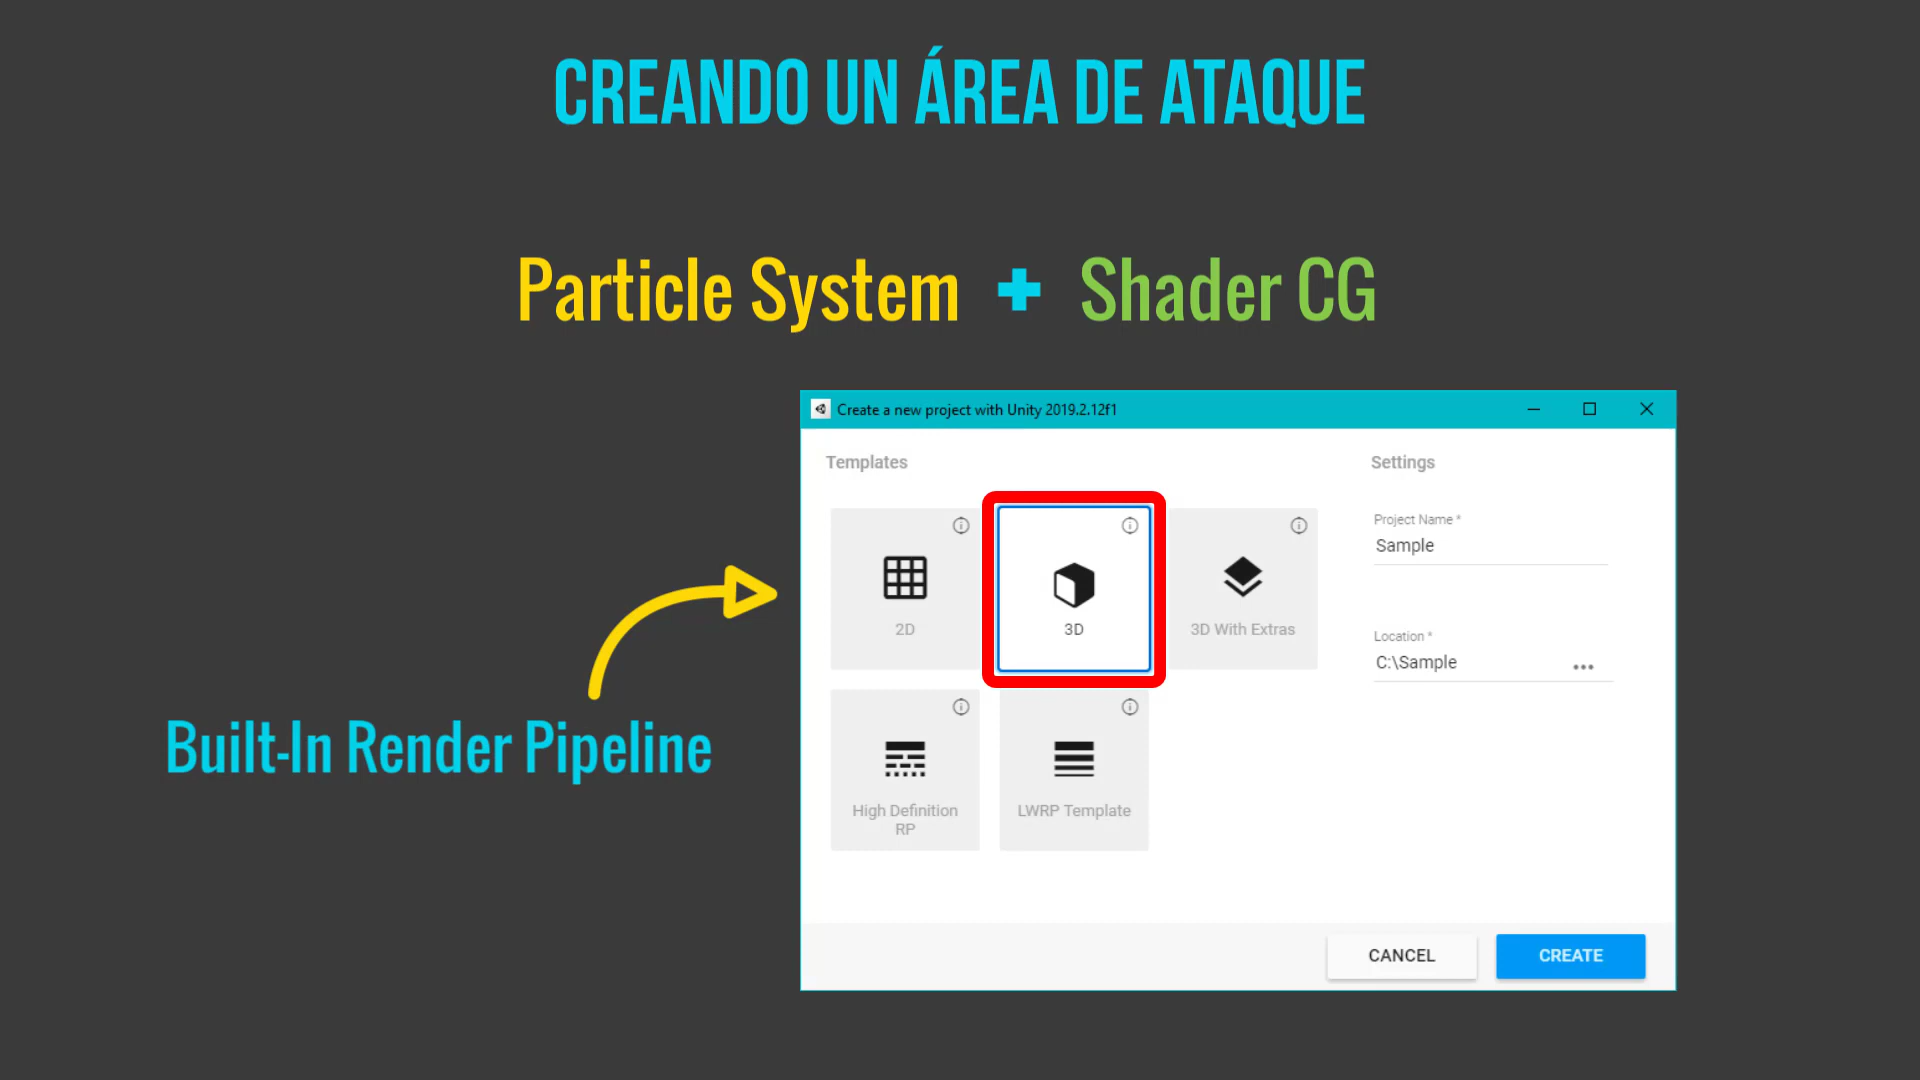 CREANDO UN ÁREA DE ATAQUE
Particle System + Shader CG
Create a new project with Unity 2019.2.12f1
Templates
Settings
2D
3D
3D With Extras
Project Name *
Sample
Location *
C:\Sample
•••
Built-In Render Pipeline
High Definition
RP
LWRP Template
CANCEL
CREATE